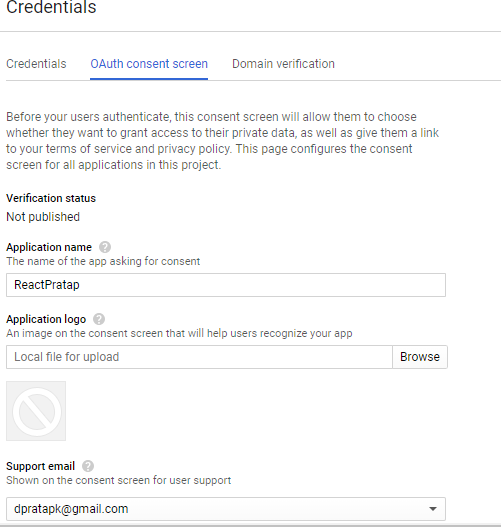 Credentials
Credentials OAuth consent screen Domain verification
Before your users authenticate, this consent screen will allow them to choose
whether they want to grant access to their private data, as well as give them a link
to your terms of service and privacy policy. This page configures the consent
screen for all applications in this project.
Verification status
Not published
Application name ?
The name of the app asking for consent
ReactPratap
Application logo ?
An image on the consent screen that will help users recognize your app
Local file for upload Browse
Support email ?
Shown on the consent screen for user support
dpratapk@gmail.com